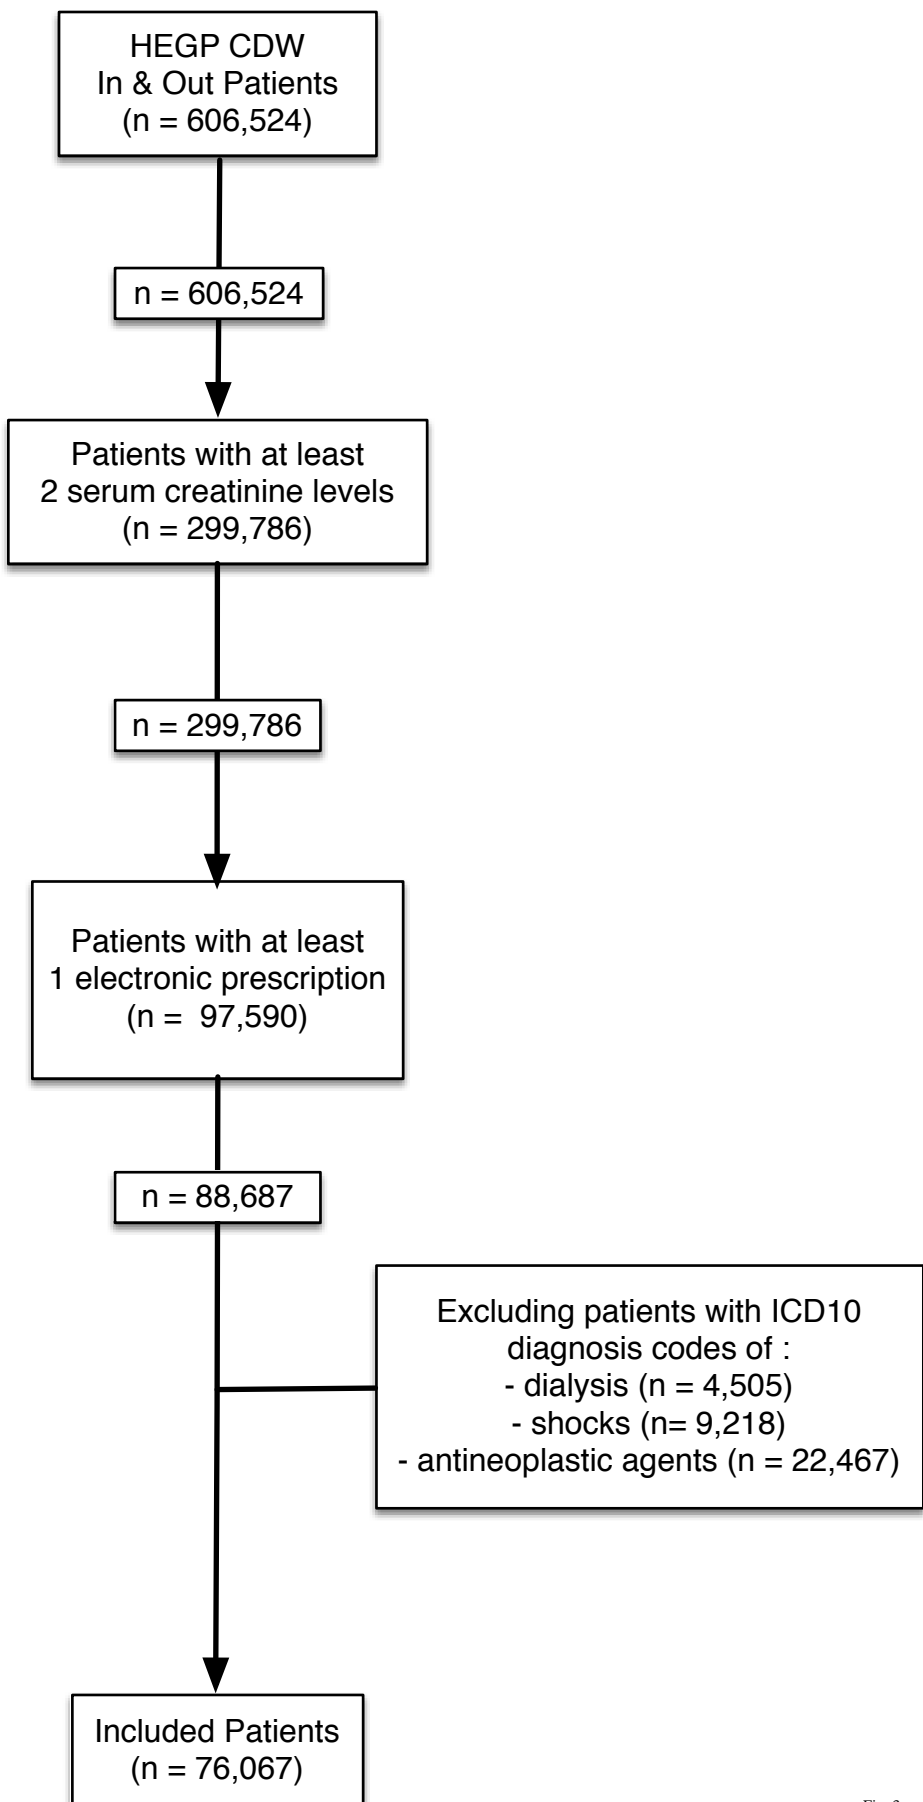 HEGP CDW
In & Out Patients
(n = 606,524)
n = 606,524
Patients with at least
2 serum creatinine levels
(n = 299,786)
n = 299,786
Patients with at least
1 electronic prescription
(n = 97,590)
n = 88,687
Excluding patients with ICD10
diagnosis codes of :
- dialysis (n = 4,505)
- shocks (n= 9,218)
- antineoplastic agents (n = 22,467)
Included Patients
(n = 76,067)